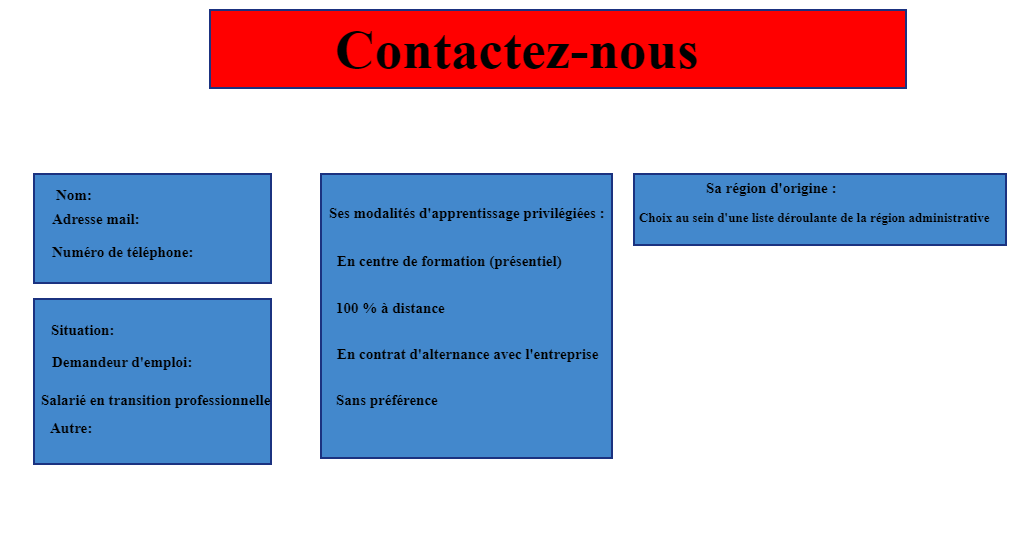 Contactez-nous
Nom:
Adresse mail:
Numéro de téléphone:
Situation:
Demandeur d'emploi:
Salarié en transition professionnelle
Autre:
Ses modalités d'apprentissage privilégiées :
En centre de formation (présentiel)
100 % à distance
En contrat d'alternance avec l'entreprise
Sans préférence
Sa région d'origine :
Choix au sein d'une liste déroulante de la région administrative